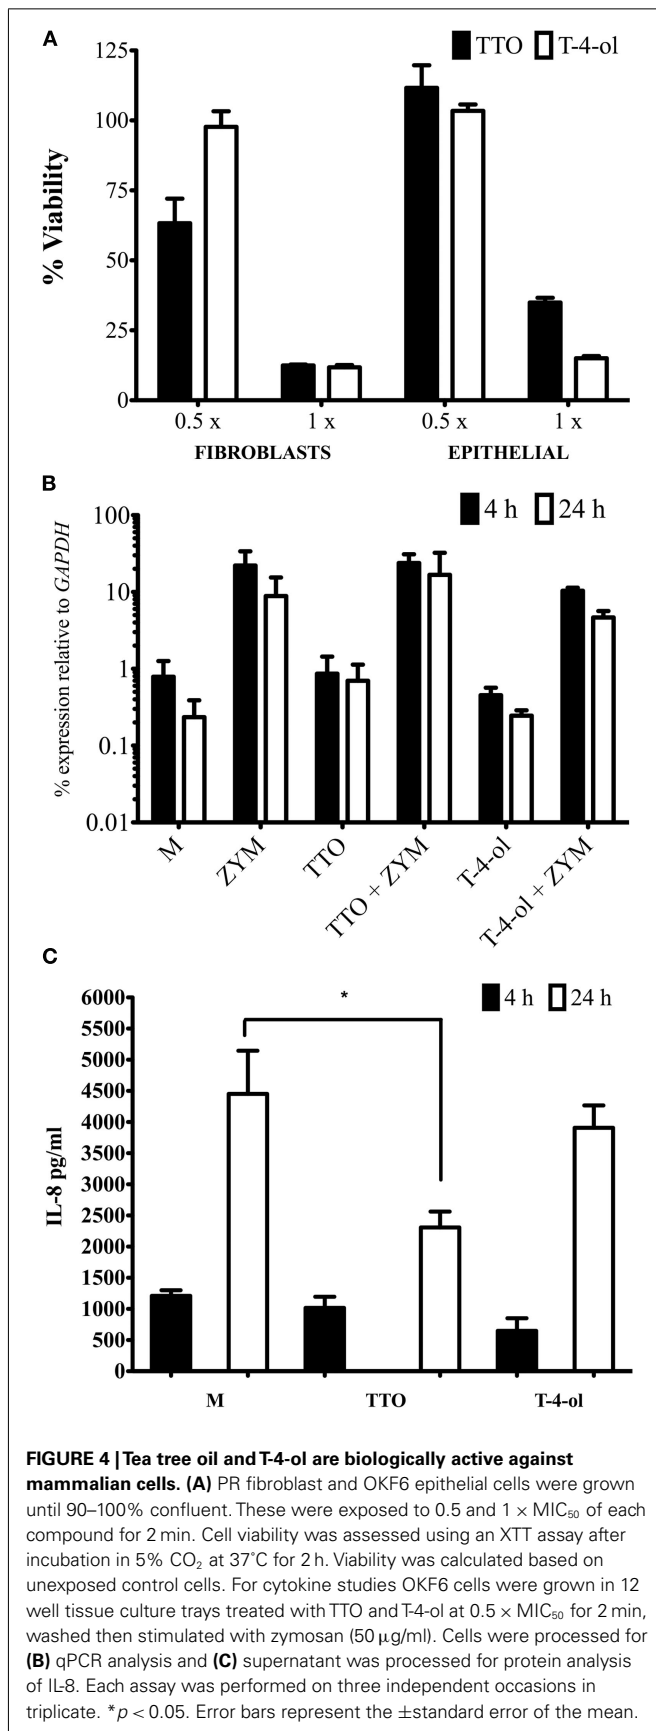 A
TTO T-4-ol
% Viability
125
100
75
50
25
0
0.5 x 1 x 0.5 x 1 x
FIBROBLASTS EPITHELIAL
B
4 h 24 h
% expression relative to GAPDH
100
10
1
0.1
0.01
M ZYM TTO TTO + ZYM T-4-ol T-4-ol + ZYM
C
4 h 24 h
*
IL-8 pg/ml
6000
5500
5000
4500
4000
3500
3000
2500
2000
1500
1000
500
0
M TTO T-4-ol
FIGURE 4 | Tea tree oil and T-4-ol are biologically active against
mammalian cells. (A) PR fibroblast and OKF6 epithelial cells were grown
until 90–100% confluent. These were exposed to 0.5 and 1 × MIC₅₀ of each
compound for 2 min. Cell viability was assessed using an XTT assay after
incubation in 5% CO₂ at 37°C for 2 h. Viability was calculated based on
unexposed control cells. For cytokine studies OKF6 cells were grown in 12
well tissue culture trays treated with TTO and T-4-ol at 0.5 × MIC₅₀ for 2 min,
washed then stimulated with zymosan (50 μg/ml). Cells were processed for
(B) qPCR analysis and (C) supernatant was processed for protein analysis
of IL-8. Each assay was performed on three independent occasions in
triplicate. *p < 0.05. Error bars represent the ±standard error of the mean.